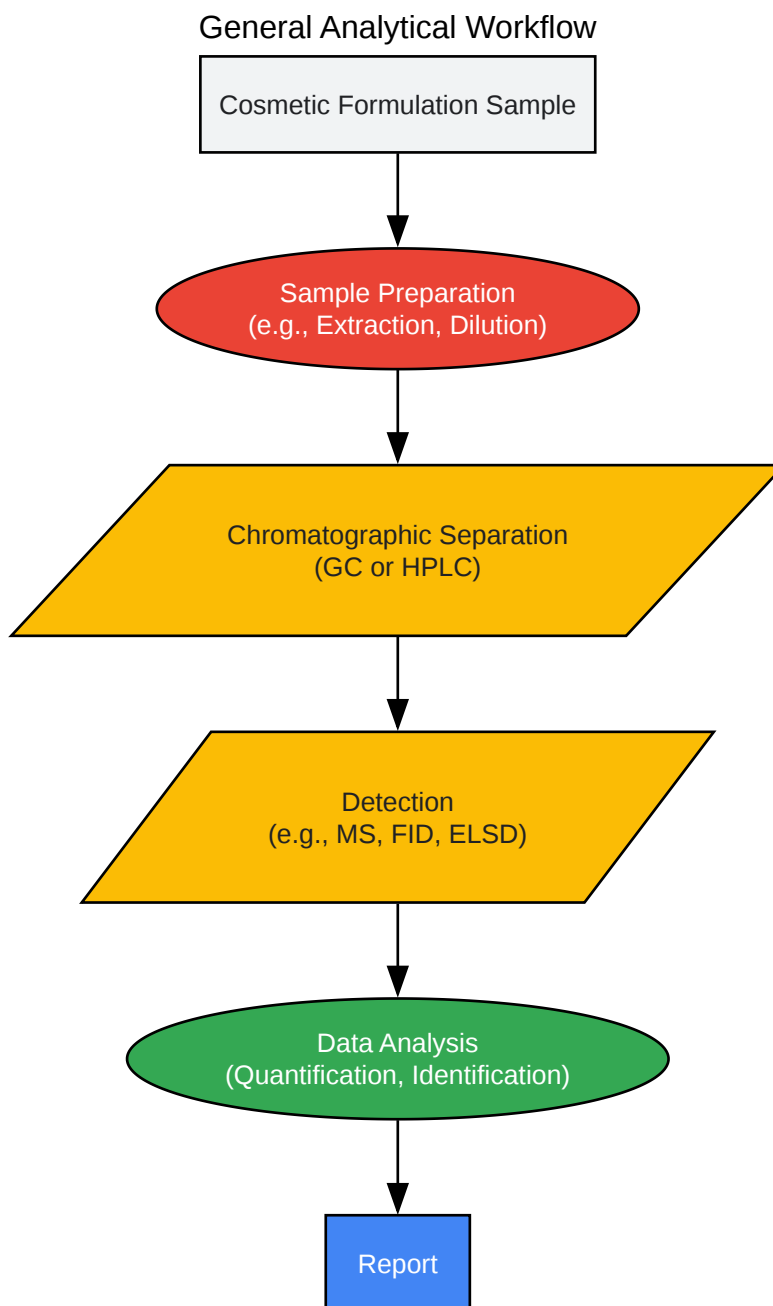 General Analytical Workflow
Cosmetic Formulation Sample
Sample Preparation
(e.g., Extraction, Dilution)
Chromatographic Separation
(GC or HPLC)
Detection
(e.g., MS, FID, ELSD)
Data Analysis
(Quantification, Identification)
Report